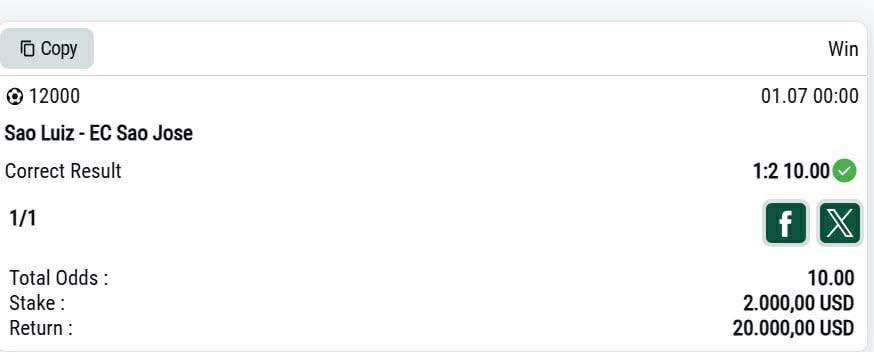 Copy Win
12000 01.07 00:00
Sao Luiz - EC Sao Jose
Correct Result 1:2 10.00
1/1
Total Odds : 10.00
Stake : 2.000,00 USD
Return : 20.000,00 USD